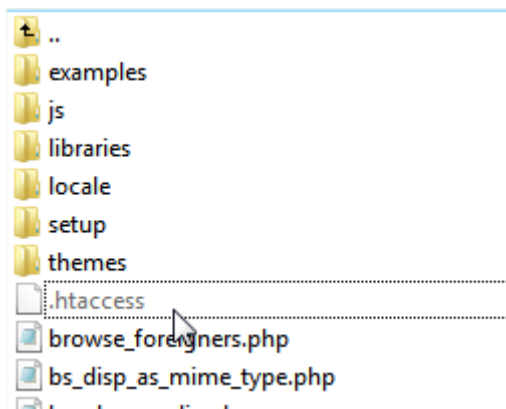 ..
examples
js
libraries
locale
setup
themes
.htaccess
browse_foreigners.php
bs_disp_as_mime_type.php